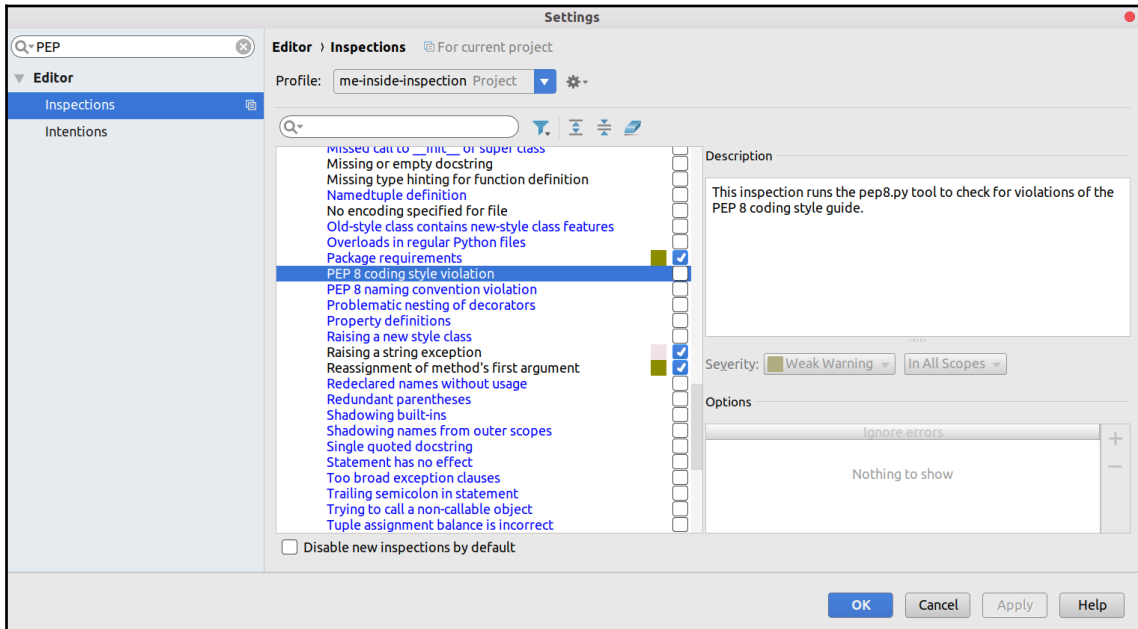 Settings
PEP
Editor
Inspections
Intentions
Editor › Inspections For current project
Profile: me-inside-inspection Project
Missed call to __init__ of super class
Missing or empty docstring
Missing type hinting for function definition
Namedtuple definition
No encoding specified for file
Old-style class contains new-style class features
Overloads in regular Python files
Package requirements
PEP 8 coding style violation
PEP 8 naming convention violation
Problematic nesting of decorators
Property definitions
Raising a new style class
Raising a string exception
Reassignment of method's first argument
Redeclared names without usage
Redundant parentheses
Shadowing built-ins
Shadowing names from outer scopes
Single quoted docstring
Statement has no effect
Too broad exception clauses
Trailing semicolon in statement
Trying to call a non-callable object
Tuple assignment balance is incorrect
Disable new inspections by default
Description
This inspection runs the pep8.py tool to check for violations of the
PEP 8 coding style guide.
Severity: Weak Warning In All Scopes
Options
Ignore errors
Nothing to show
OK Cancel Apply Help